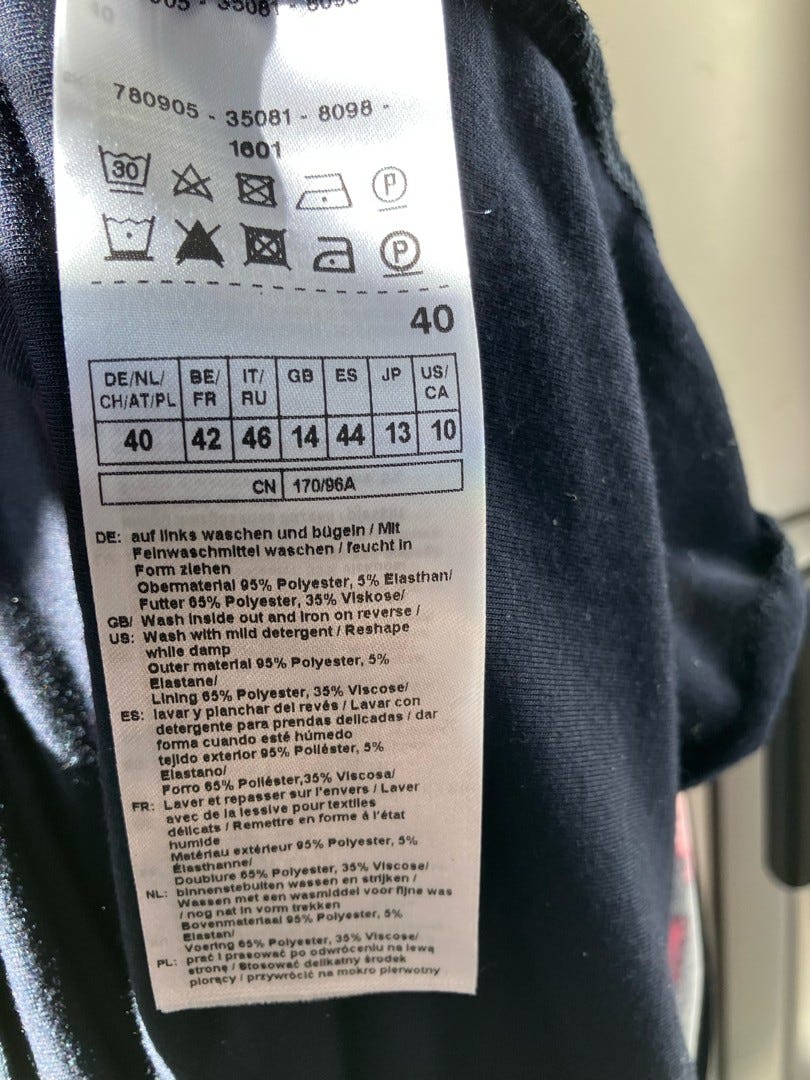 780905 - 35081 - 8098 -
1601
30
P
P
40
DE/NL/ CH/AT/PL BE/ FR IT/ RU GB ES JP US/ CA
40 42 46 14 44 13 10
CN 170/96A
DE: auf links waschen und bügeln / Mit
Feinwaschmittel waschen / feucht in
Form ziehen
Obermaterial 95% Polyester, 5% Elasthan/
Futter 65% Polyester, 35% Viskose/
GB/ Wash inside out and iron on reverse /
US: Wash with mild detergent / Reshape
while damp
Outer material 95% Polyester, 5%
Elastane/
Lining 65% Polyester, 35% Viscose/
ES: lavar y planchar del revés / Lavar con
detergente para prendas delicadas / dar
forma cuando esté húmedo
tejido exterior 95% Poliéster, 5%
Elastano/
Forro 65% Poliéster,35% Viscosa/
FR: Laver et repasser sur l'envers / Laver
avec de la lessive pour textiles
délicats / Remettre en forme à l'état
humide
Matériau extérieur 95% Polyester, 5%
Élasthanne/
Doublure 65% Polyester, 35% Viscose/
NL: binnenstebuiten wassen en strijken /
Wassen met een wasmiddel voor fijne was
/ nog nat in vorm trekken
Bovenmateriaal 95% Polyester, 5%
Elastan/
Voering 65% Polyester, 35% Viscose/
PL: prać i prasować po odwróceniu na lewą
stronę / Stosować delikatny środek
piorący / przywrócić na mokro pierwotny